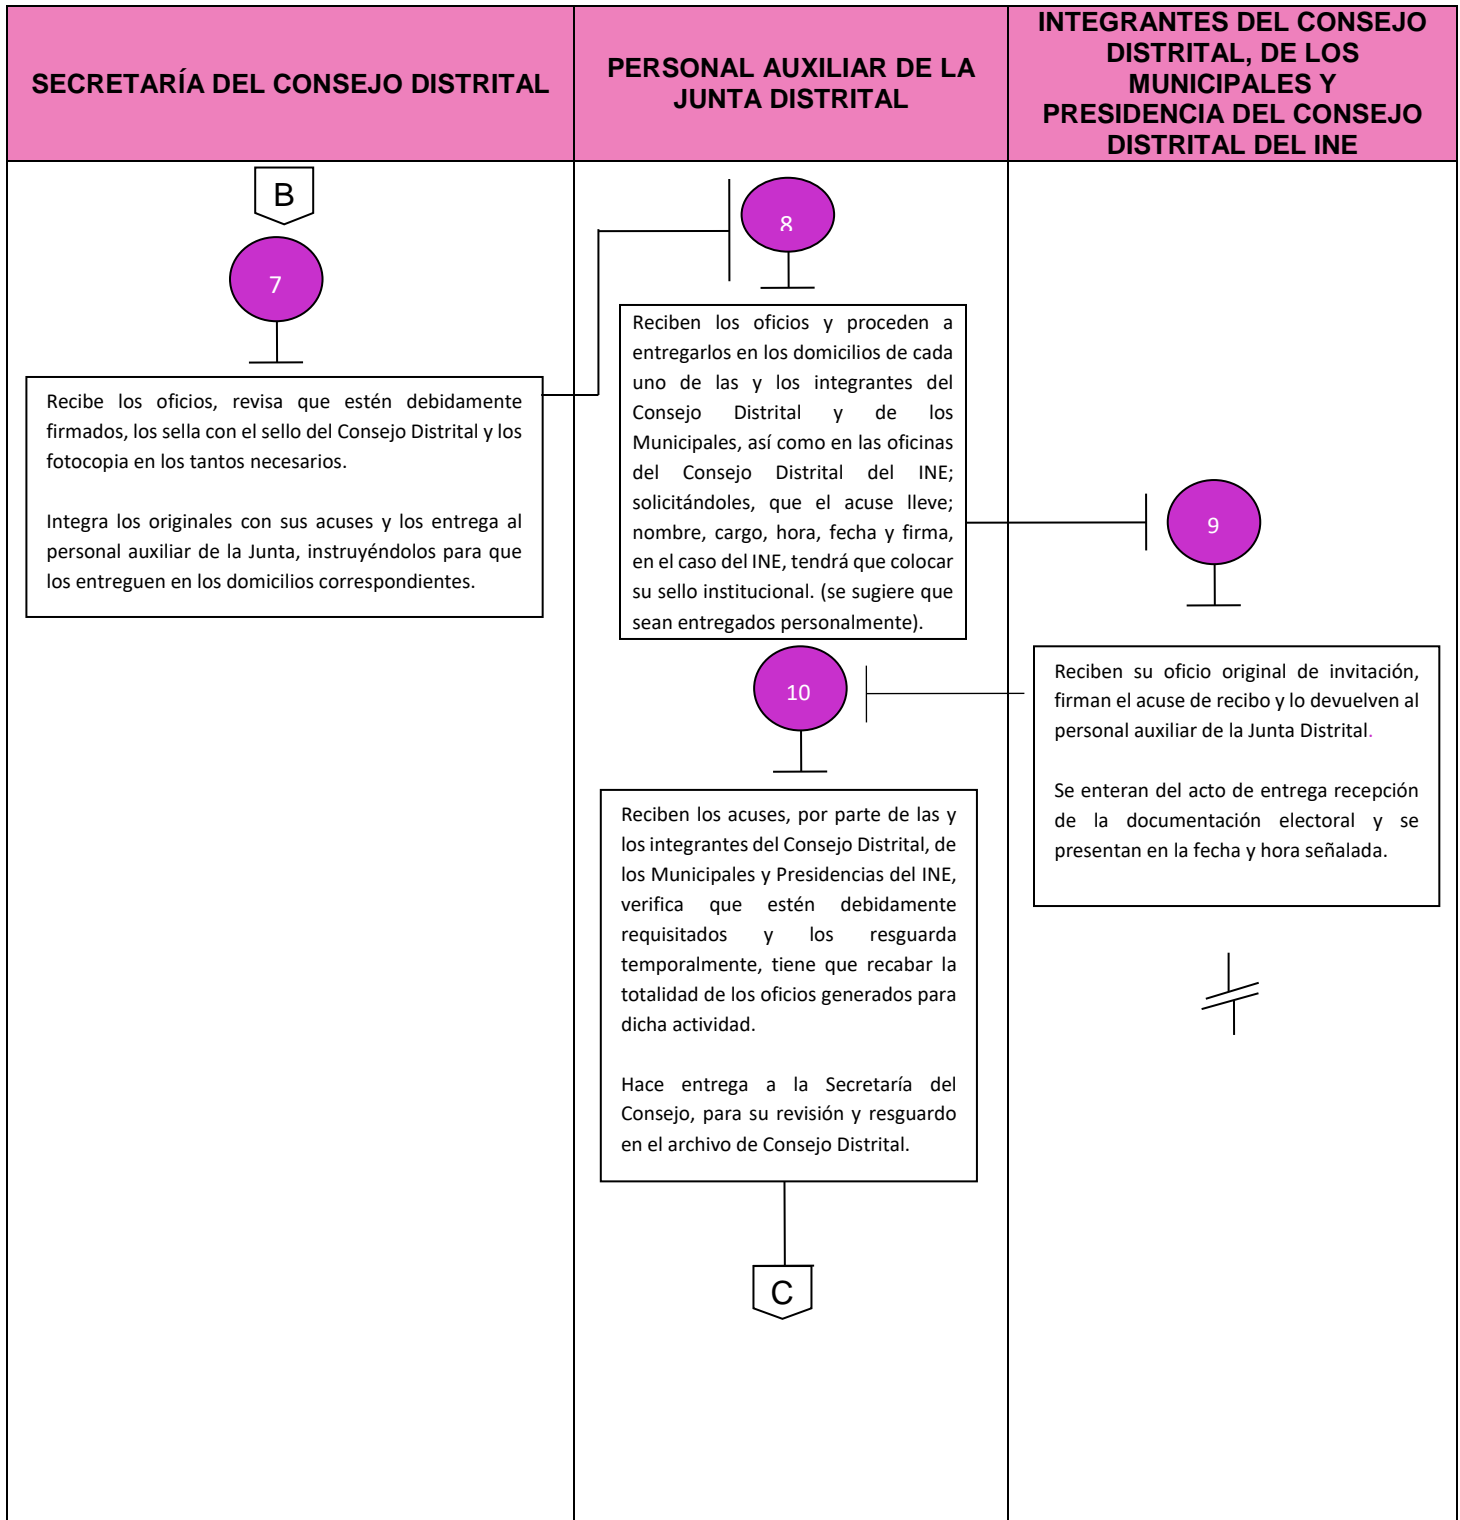 SECRETARÍA DEL CONSEJO DISTRITAL
PERSONAL AUXILIAR DE LA
JUNTA DISTRITAL
INTEGRANTES DEL CONSEJO
DISTRITAL, DE LOS
MUNICIPALES Y
PRESIDENCIA DEL CONSEJO
DISTRITAL DEL INE
B
7
Recibe los oficios, revisa que estén debidamente
firmados, los sella con el sello del Consejo Distrital y los
fotocopia en los tantos necesarios.
Integra los originales con sus acuses y los entrega al
personal auxiliar de la Junta, instruyéndolos para que
los entreguen en los domicilios correspondientes.
8
Reciben los oficios y proceden a
entregarlos en los domicilios de cada
uno de las y los integrantes del
Consejo Distrital y de los
Municipales, así como en las oficinas
del Consejo Distrital del INE;
solicitándoles, que el acuse lleve;
nombre, cargo, hora, fecha y firma,
en el caso del INE, tendrá que colocar
su sello institucional. (se sugiere que
sean entregados personalmente).
9
Reciben su oficio original de invitación,
firman el acuse de recibo y lo devuelven al
personal auxiliar de la Junta Distrital.
Se enteran del acto de entrega recepción
de la documentación electoral y se
presentan en la fecha y hora señalada.
10
Reciben los acuses, por parte de las y
los integrantes del Consejo Distrital, de
los Municipales y Presidencias del INE,
verifica que estén debidamente
requisitados y los resguarda
temporalmente, tiene que recabar la
totalidad de los oficios generados para
dicha actividad.
Hace entrega a la Secretaría del
Consejo, para su revisión y resguardo
en el archivo de Consejo Distrital.
C